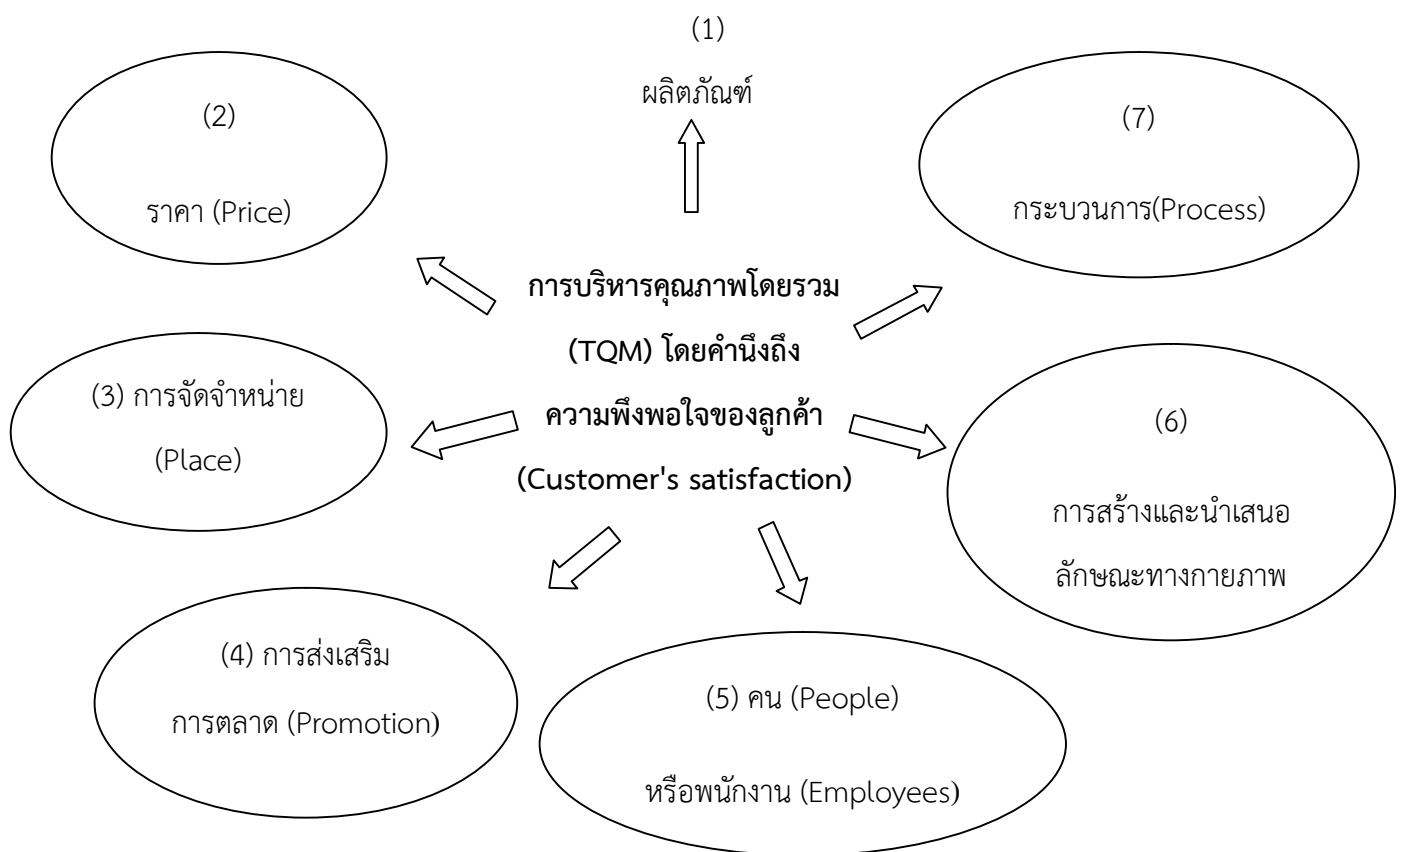 (1)
ผลิตภัณฑ์
(2)
ราคา (Price)
(3) การจัดจำหน่าย
(Place)
(4) การส่งเสริม
การตลาด (Promotion)
(5) คน (People)
หรือพนักงาน (Employees)
(6)
การสร้างและนำเสนอ
ลักษณะทางกายภาพ
(7)
กระบวนการ(Process)
การบริหารคุณภาพโดยรวม
(TQM) โดยคำนึงถึง
ความพึงพอใจของลูกค้า
(Customer's satisfaction)